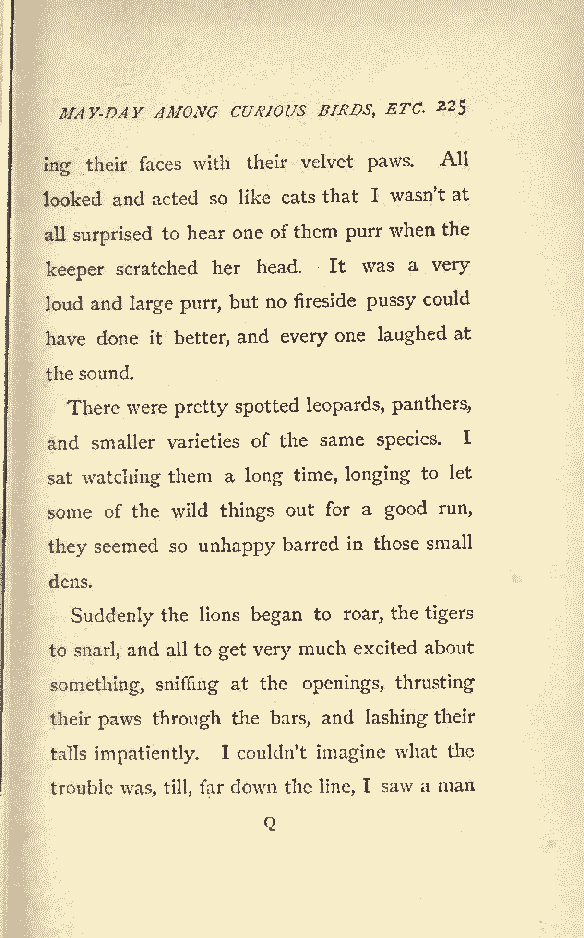 MAY-DAY AMONG CURIOUS BIRDS, ETC. 225
ing their faces with their velvet paws. All
looked and acted so like cats that I wasn't at
all surprised to hear one of them purr when the
keeper scratched her head. It was a very
loud and large purr, but no fireside pussy could
have done it better, and every one laughed at
the sound.
There were pretty spotted leopards, panthers,
and smaller varieties of the same species. I
sat watching them a long time, longing to let
some of the wild things out for a good run,
they seemed so unhappy barred in those small
dens.
Suddenly the lions began to roar, the tigers
to snarl, and all to get very much excited about
something, sniffing at the openings, thrusting
their paws through the bars, and lashing their
tails impatiently. I couldn't imagine what the
trouble was, till, far down the line, I saw a man
Q